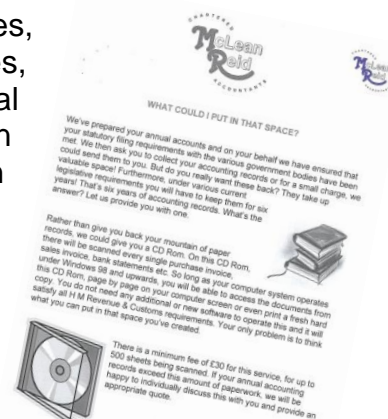 es,
es,
al
n
n
CHARTERED
McLean
Reid
ACCOUNTANTS
McLean
Reid
WHAT COULD I PUT IN THAT SPACE?
We've prepared your annual accounts and on your behalf we have ensured that
your statutory filing requirements with the various government bodies have been
met. We then ask you to collect your accounting records or for a small charge, we
could send them to you. But do you really want these back? They take up
valuable space! Furthermore, under various current
legislative requirements you will have to keep them for six
years! That's six years of accounting records. What's the
answer? Let us provide you with one.
Rather than give you back your mountain of paper
records, we could give you a CD Rom. On this CD Rom,
there will be scanned every single purchase invoice,
sales invoice, bank statements etc. So long as your computer system operates
under Windows 98 and upwards, you will be able to access the documents from
this CD Rom, page by page on your computer screen or even print a fresh hard
copy. You do not need any additional or new software to operate this and it will
satisfy all H M Revenue & Customs requirements. Your only problem is to think
what you can put in that space you've created.
There is a minimum fee of £30 for this service, for up to
500 sheets being scanned. If your annual accounting
records exceed this amount of paperwork, we will be
happy to individually discuss this with you and provide an
appropriate quote.